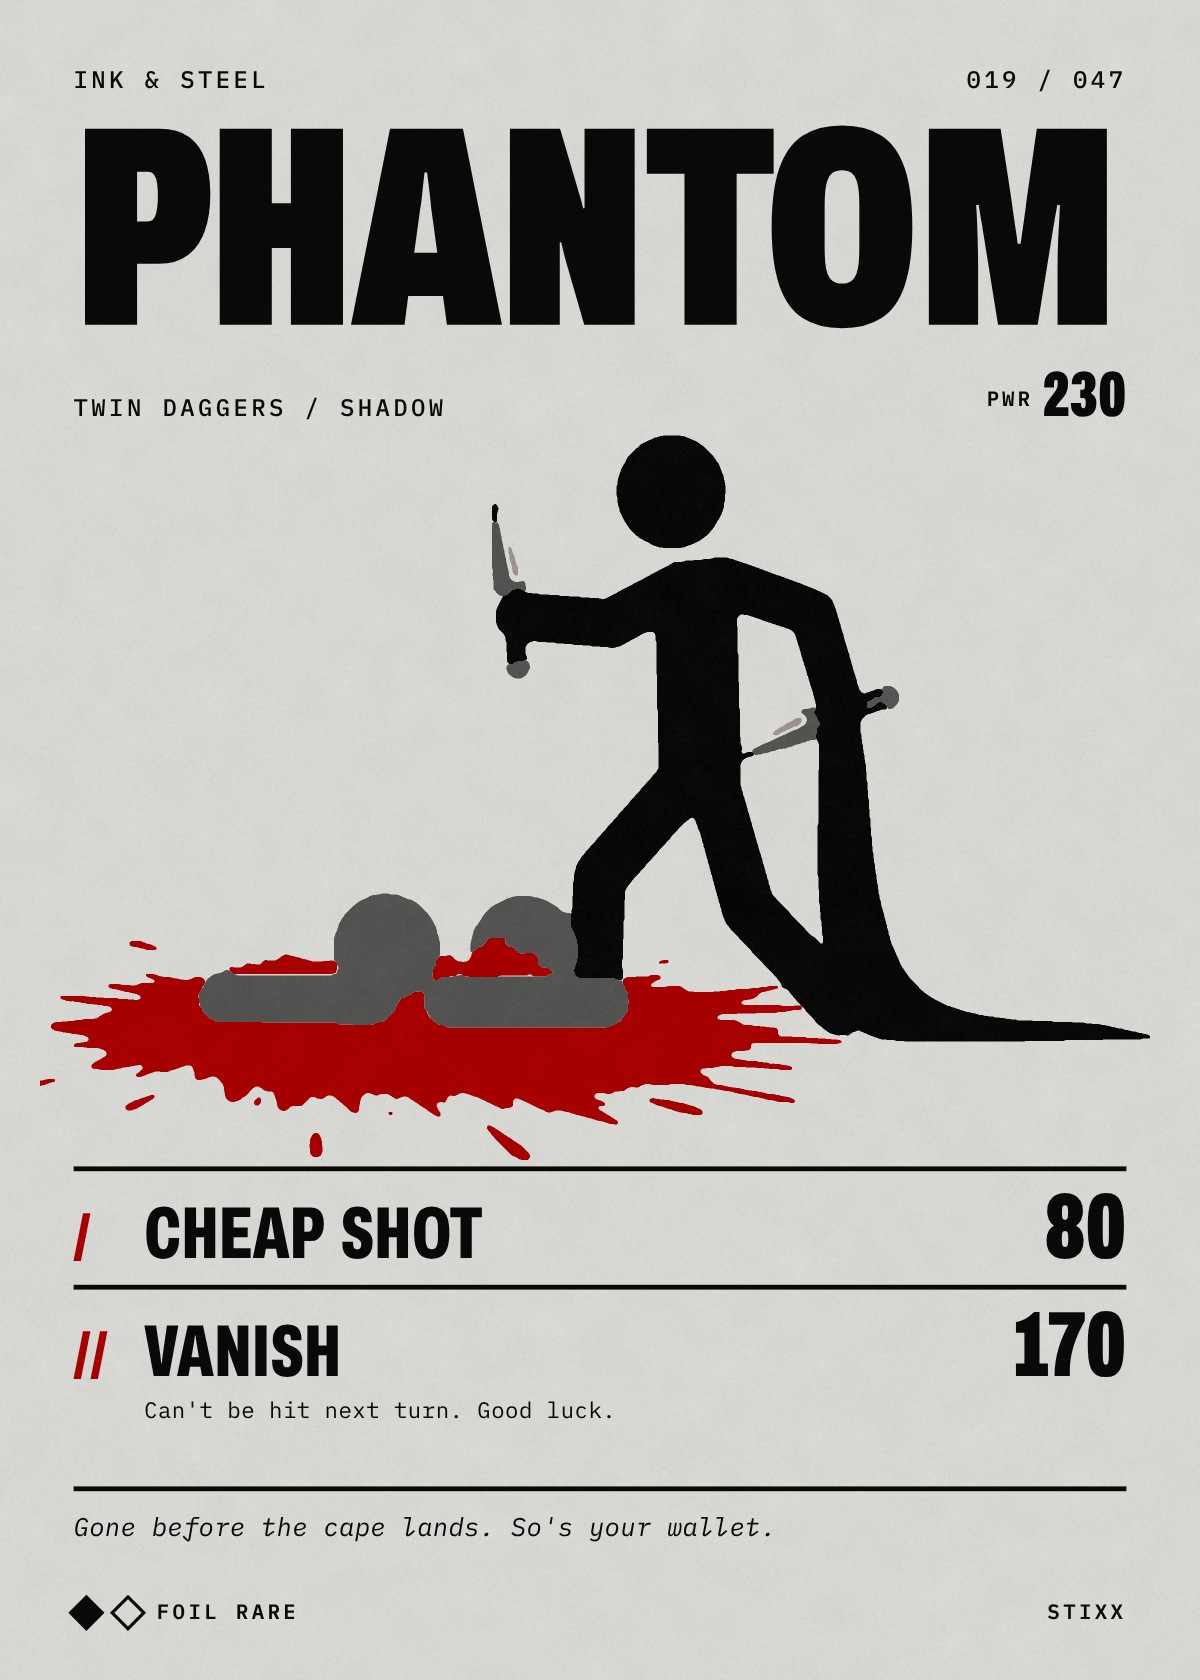 INK & STEEL 019 / 047
PHANTOM
TWIN DAGGERS / SHADOW PWR 230
/ CHEAP SHOT 80
// VANISH 170
Can't be hit next turn. Good luck.
Gone before the cape lands. So's your wallet.
FOIL RARE STIXX